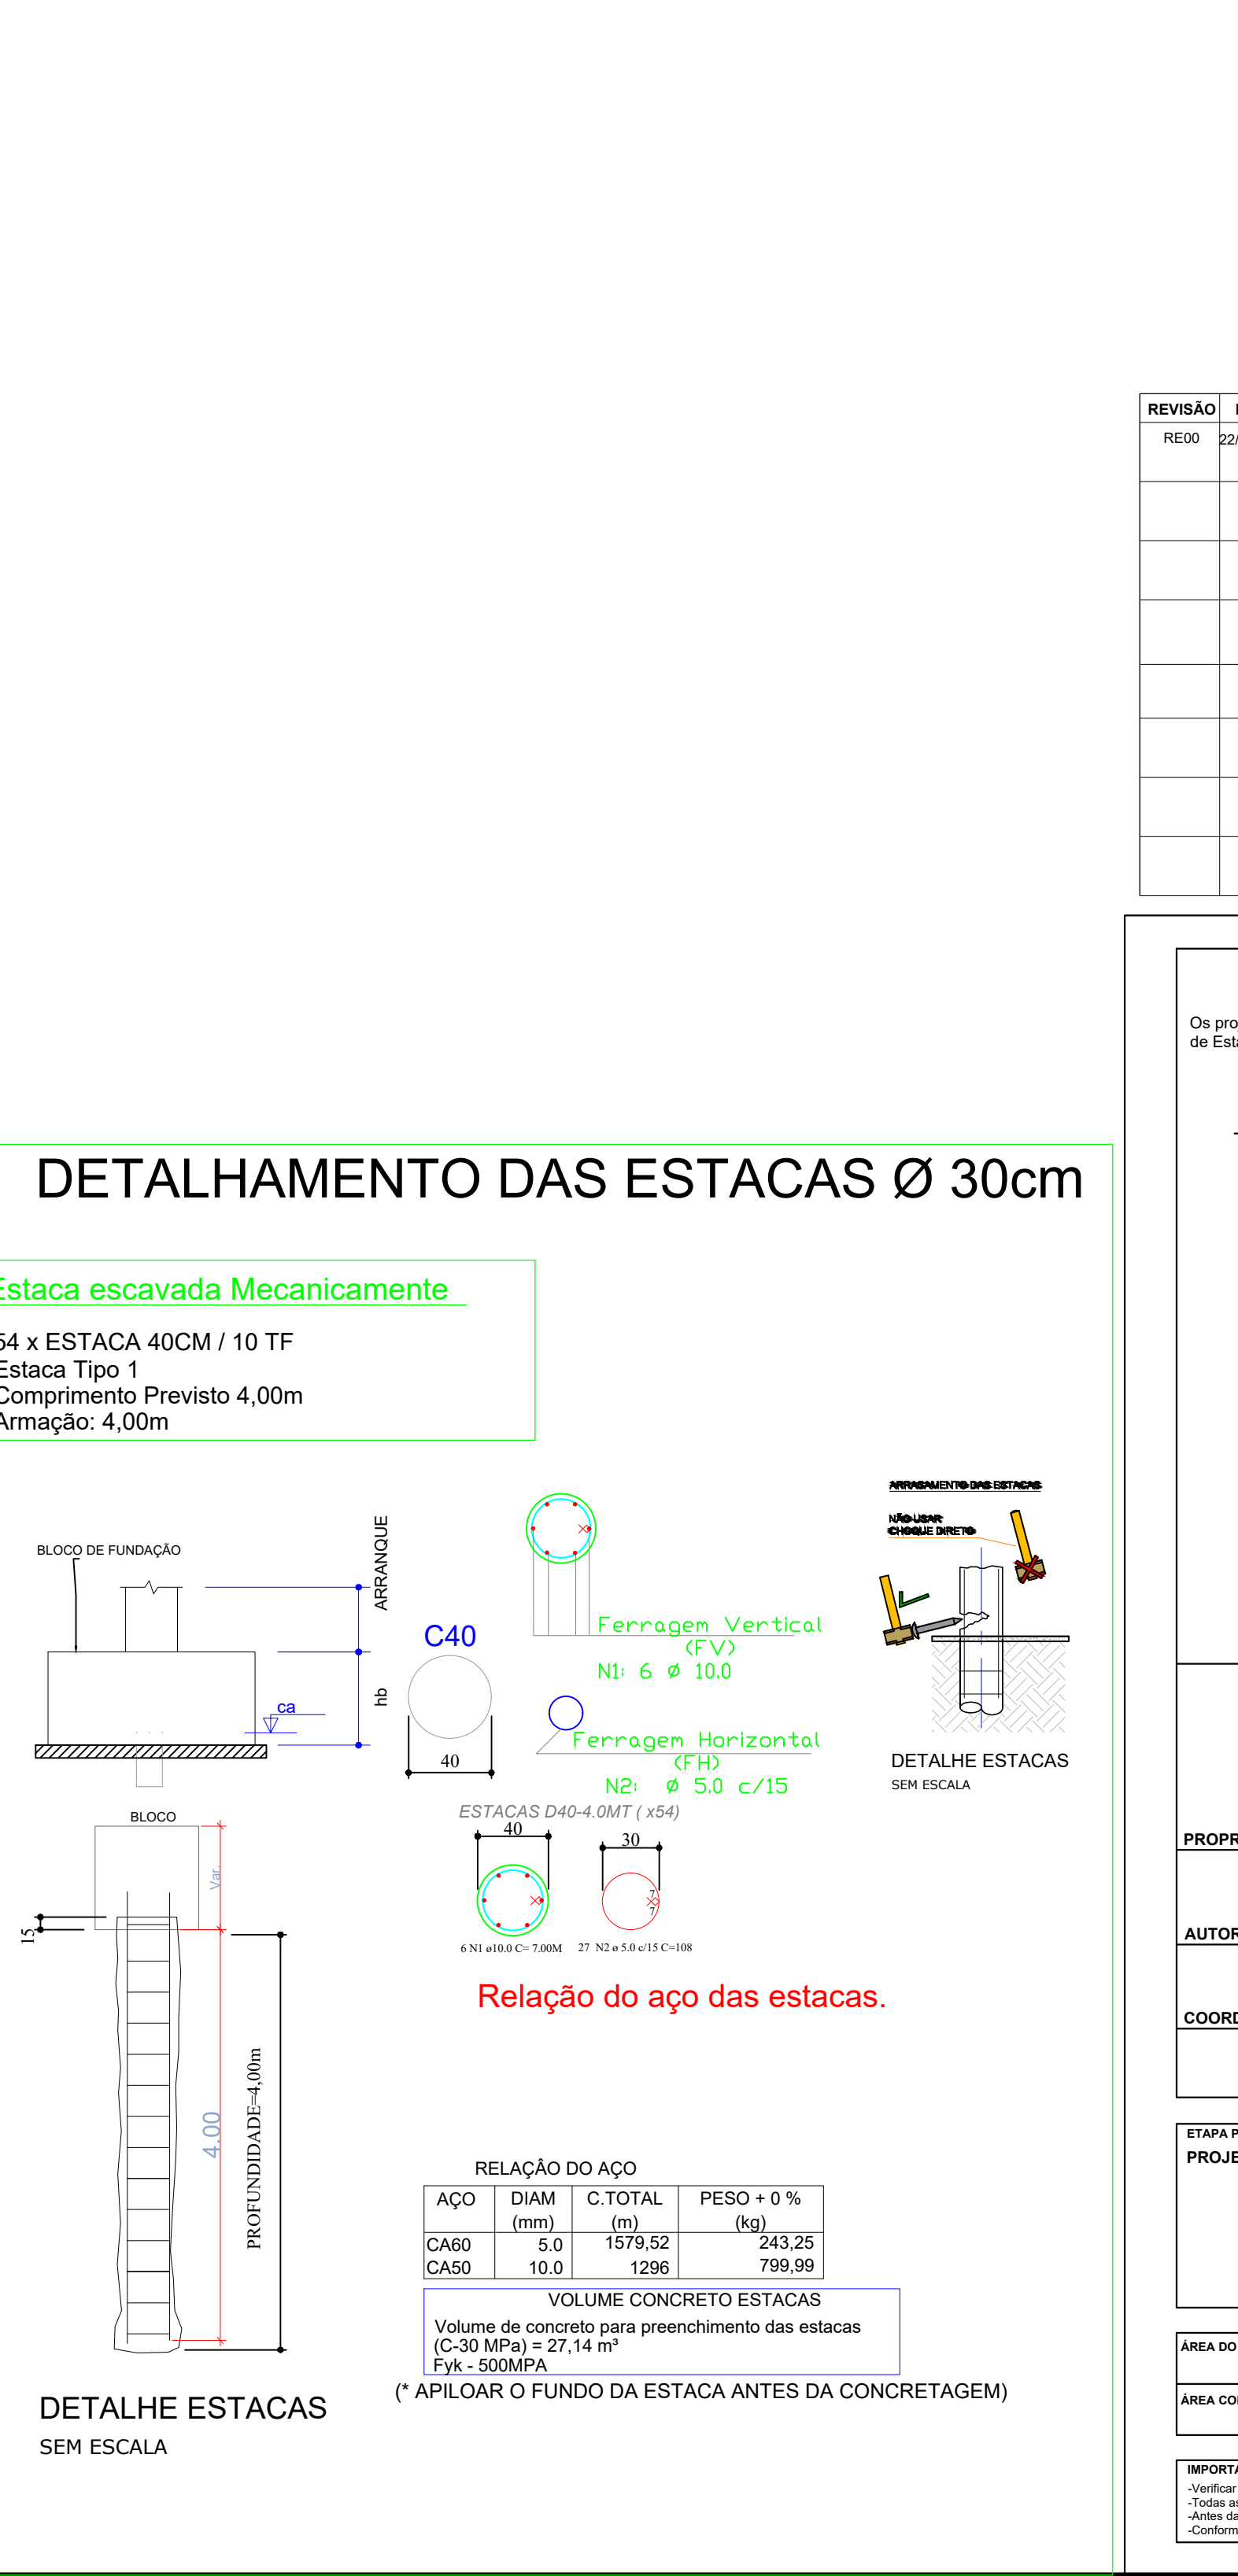 REVISÃO
RE00
22/
Os pro
de Est
DETALHAMENTO DAS ESTACAS Ø 30cm
Estaca escavada Mecanicamente
54 x ESTACA 40CM / 10 TF
Estaca Tipo 1
Comprimento Previsto 4,00m
Armação: 4,00m
ARRASAMENTO DAS ESTACAS
NÃO USAR
CHOQUE DIRETO
BLOCO DE FUNDAÇÃO
ARRANQUE
hb
ca
C40
40
Ferragem Vertical
(FV)
N1: 6 Ø 10.0
Ferragem Horizontal
(FH)
N2: Ø 5.0 c/15
DETALHE ESTACAS
SEM ESCALA
ESTACAS D40-4.0MT ( x54)
40
30
7
7
6 N1 ø10.0 C= 7.00M
27 N2 ø 5.0 c/15 C=108
BLOCO
Var.
15
4.00
PROFUNDIDADE=4,00m
Relação do aço das estacas.
RELAÇÂO DO AÇO
AÇO DIAM C.TOTAL PESO + 0 %
(mm) (m) (kg)
CA60 5.0 1579,52 243,25
CA50 10.0 1296 799,99
VOLUME CONCRETO ESTACAS
Volume de concreto para preenchimento das estacas
(C-30 MPa) = 27,14 m³
Fyk - 500MPA
(* APILOAR O FUNDO DA ESTACA ANTES DA CONCRETAGEM)
DETALHE ESTACAS
SEM ESCALA
PROPR
AUTOR
COORD
ETAPA P
PROJE
ÁREA DO
ÁREA CO
IMPORTA
-Verificar
-Todas as
-Antes da
-Conform